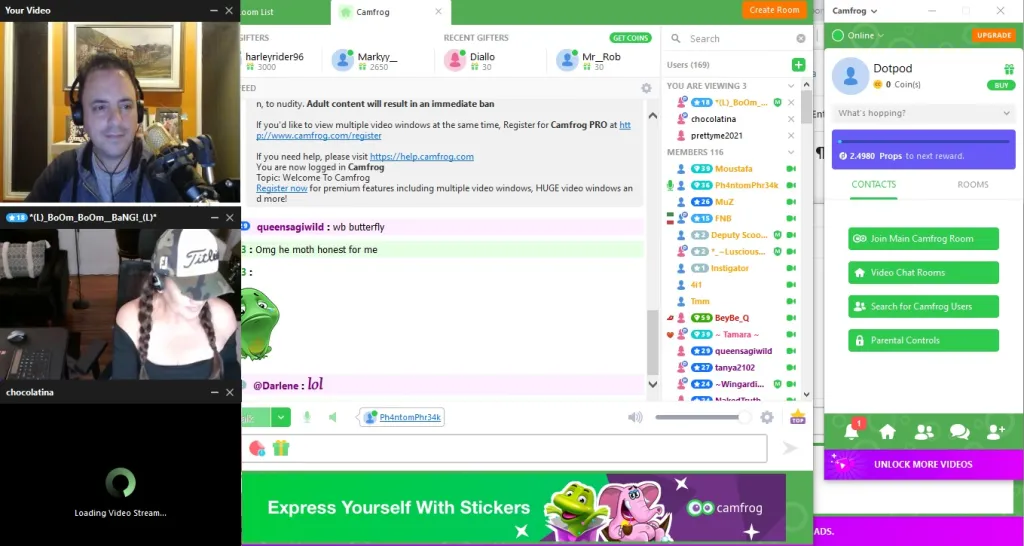 Your Video
oom List
Camfrog
Create Room
GIFTERS
RECENT GIFTERS
GET COINS
harleyrider96
3000
Markyy__
2650
Diallo
30
Mr__Rob
30
EED
n, to nudity. Adult content will result in an immediate ban
If you'd like to view multiple video windows at the same time, Register for Camfrog PRO at htt
p://www.camfrog.com/register
If you need help, please visit https://help.camfrog.com
You are now logged in Camfrog
Topic: Welcome To Camfrog
Register now for premium features including multiple video windows, HUGE video windows an
d more!
29 queensagiwild : wb butterfly
3 : Omg he moth honest for me
3 :
@Darlene : lol
Ph4ntomPhr34k
TOP
Express Yourself With Stickers
camfrog
18 *(L)_BoOm_BoOm__BaNG!_(L)*
Titleist
chocolatina
Loading Video Stream...
Search
Users (169)
YOU ARE VIEWING 3
18 *(L)_BoOm_...
chocolatina
prettyme2021
MEMBERS 116
39 Moustafa
36 Ph4ntomPhr34k
26 MuZ
15 FNB
2 Deputy Scoo...
2 *_~Luscious...
1 Instigator
4i1
Tmm
59 BeyBe_Q
39 ~ Tamara ~
29 queensagiwild
27 tanya2102
24 ~Wingardi...
24 NakedTruth
Camfrog
Online
UPGRADE
Dotpod
0 Coin(s)
BUY
What's hopping?
2.4980 Props to next reward.
CONTACTS
ROOMS
Join Main Camfrog Room
Video Chat Rooms
Search for Camfrog Users
Parental Controls
1
UNLOCK MORE VIDEOS
ADS.
Ent
¶